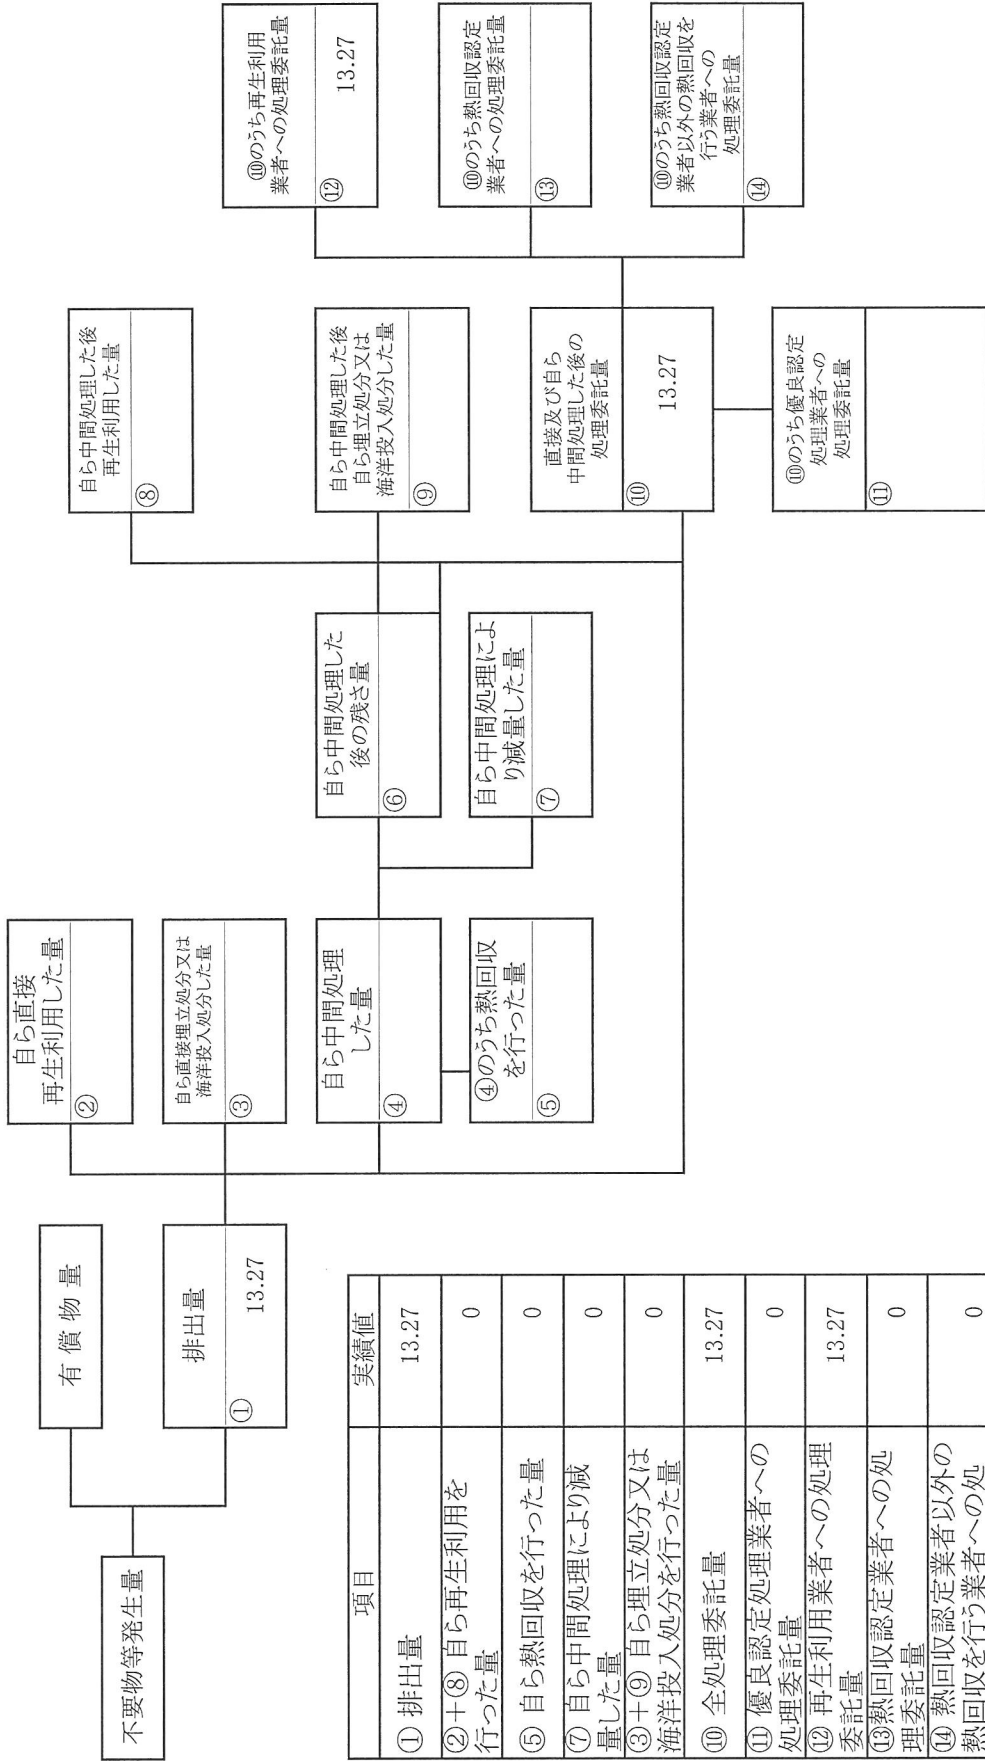 不要物等発生量
有償物量
排出量
①
13.27
自ら直接
再生利用した量
②
自ら直接埋立処分又は
海洋投入処分した量
③
自ら中間処理
した量
④
④のうち熱回収
を行った量
⑤
自ら中間処理した
後の残さ量
⑥
自ら中間処理によ
り減量した量
⑦
自ら中間処理した後
再生利用した量
⑧
自ら中間処理した後
自ら埋立処分又は
海洋投入処分した量
⑨
直接及び自ら
中間処理した後の
処理委託量
⑩
13.27
⑩のうち優良認定
処理業者への
処理委託量
⑪
⑩のうち再生利用
業者への処理委託量
⑫
13.27
⑩のうち熱回収認定
業者への処理委託量
⑬
⑩のうち熱回収認定
業者以外の熱回収を
行う業者への
処理委託量
⑭
項目 実績値
① 排出量 13.27
②+⑧ 自ら再生利用を
行った量 0
⑤ 自ら熱回収を行った量 0
⑦ 自ら中間処理により減
量した量 0
③+⑨ 自ら埋立処分又は
海洋投入処分を行った量 0
⑩ 全処理委託量 13.27
⑪ 優良認定処理業者への
処理委託量 0
⑫ 再生利用業者への処理
委託量 13.27
⑬熱回収認定業者への処
理委託量 0
⑭ 熱回収認定業者以外の
熱回収を行う業者への処 0